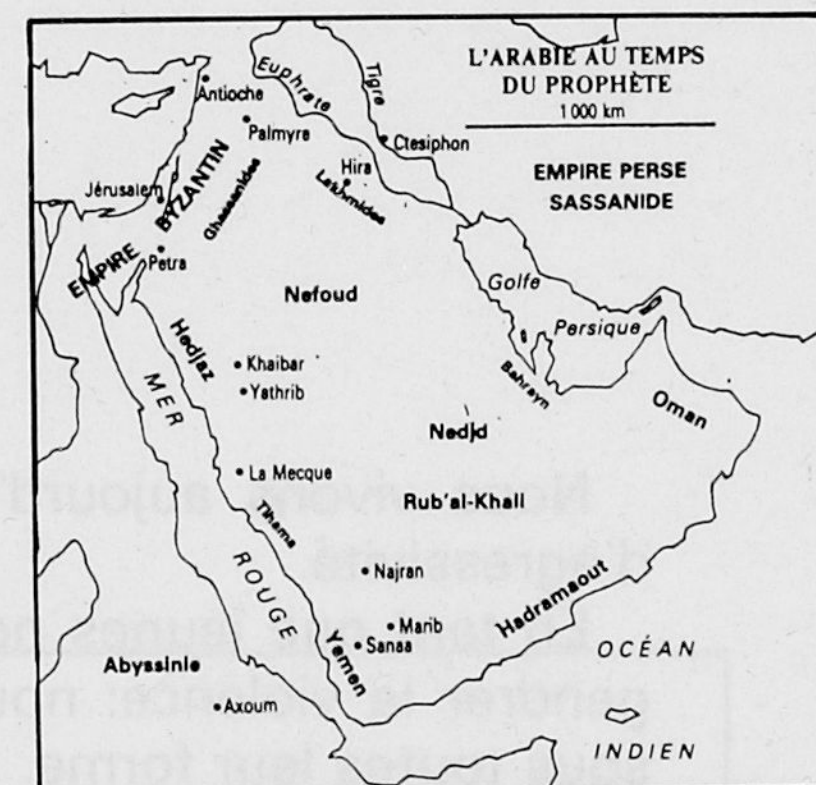 L'ARABIE AU TEMPS
DU PROPHÈTE
1 000 km
EMPIRE PERSE
SASSANIDE
Euphrate
Tigre
Antioche
Palmyre
Ctesiphon
Hira
Lakhmides
Jérusalem
EMPIRE BYZANTIN
Ghassanides
Petra
Nefoud
Golfe
Persique
Hedjaz
Khaibar
Yathrib
Bahrayn
Oman
MER
ROUGE
Nedjd
La Mecque
Rub'al-Khali
Tihama
Najran
Hadramaout
Marib
Sanaa
Yemen
OCÉAN
INDIEN
Abyssinie
Axoum